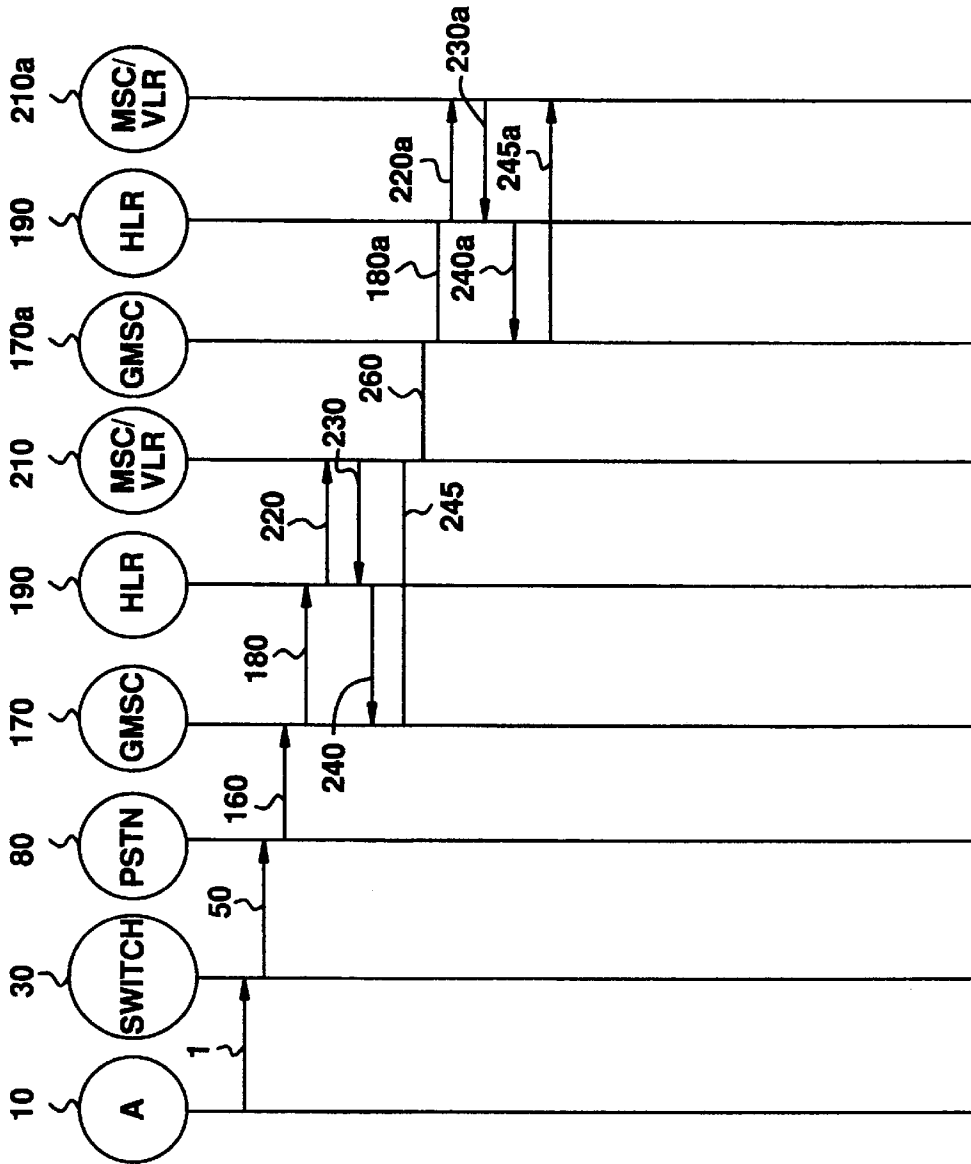 10
30
80
170
190
210
170a
190
210a
A
SWITCH
PSTN
GMSC
HLR
MSC/
VLR
GMSC
HLR
MSC/
VLR
1
50
160
180
240
220
230
245
260
180a
240a
220a
230a
245a